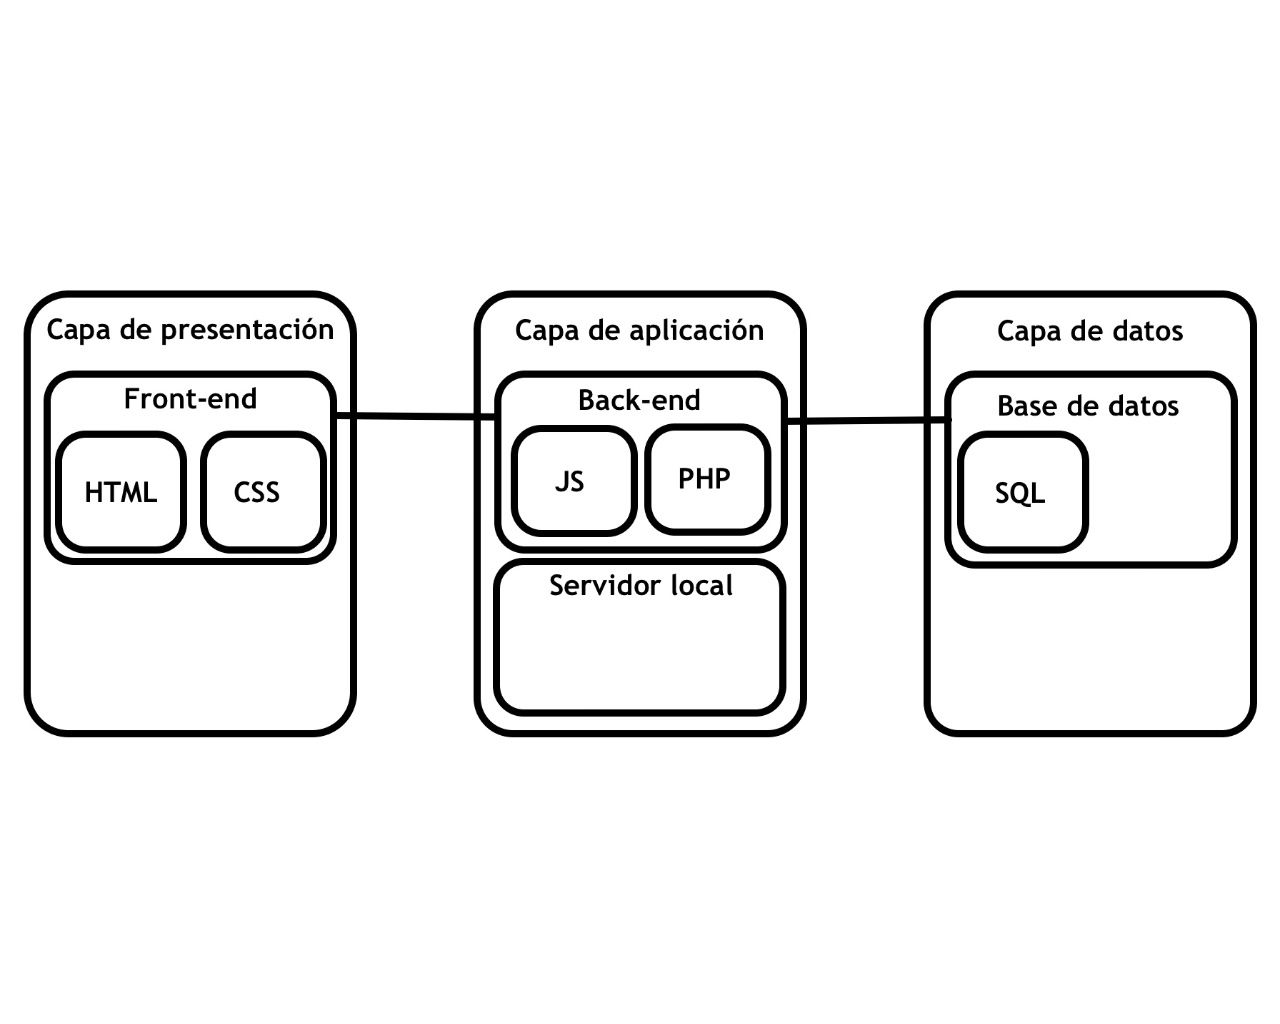 Capa de presentación
Front-end
HTML
CSS
Capa de aplicación
Back-end
JS
PHP
Servidor local
Capa de datos
Base de datos
SQL